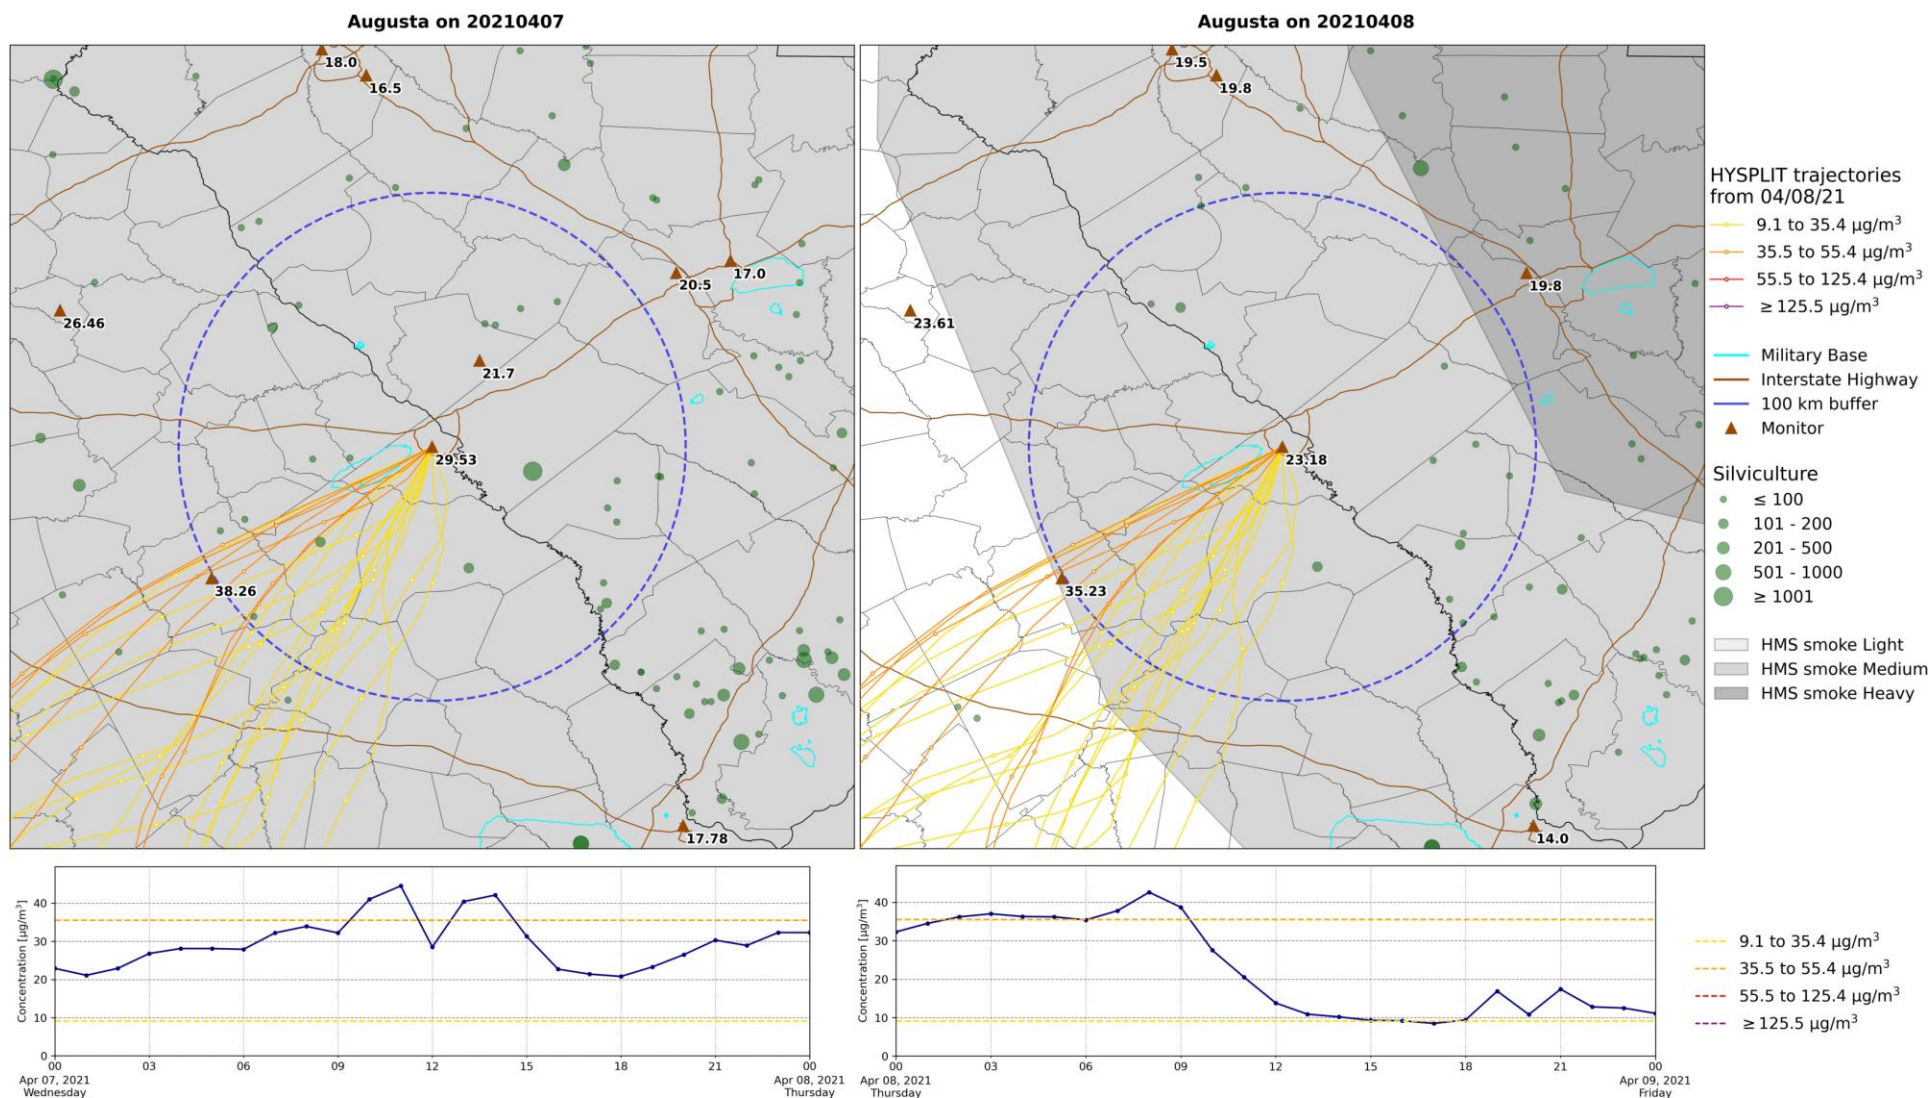 Augusta on 20210407
18.0
16.5
17.0
20.5
26.46
21.7
29.53
38.26
17.78
Augusta on 20210408
19.5
19.8
19.8
23.61
23.18
35.23
14.0
HYSPLIT trajectories
from 04/08/21
9.1 to 35.4 µg/m³
35.5 to 55.4 µg/m³
55.5 to 125.4 µg/m³
≥ 125.5 µg/m³
Military Base
Interstate Highway
100 km buffer
Monitor
Silviculture
≤ 100
101 - 200
201 - 500
501 - 1000
≥ 1001
HMS smoke Light
HMS smoke Medium
HMS smoke Heavy
Concentration [µg/m³]
40
30
20
10
0
00 03 06 09 12 15 18 21 00
Apr 07, 2021 Apr 08, 2021
Wednesday Thursday
Concentration [µg/m³]
40
30
20
10
0
00 03 06 09 12 15 18 21 00
Apr 08, 2021 Apr 09, 2021
Thursday Friday
9.1 to 35.4 µg/m³
35.5 to 55.4 µg/m³
55.5 to 125.4 µg/m³
≥ 125.5 µg/m³